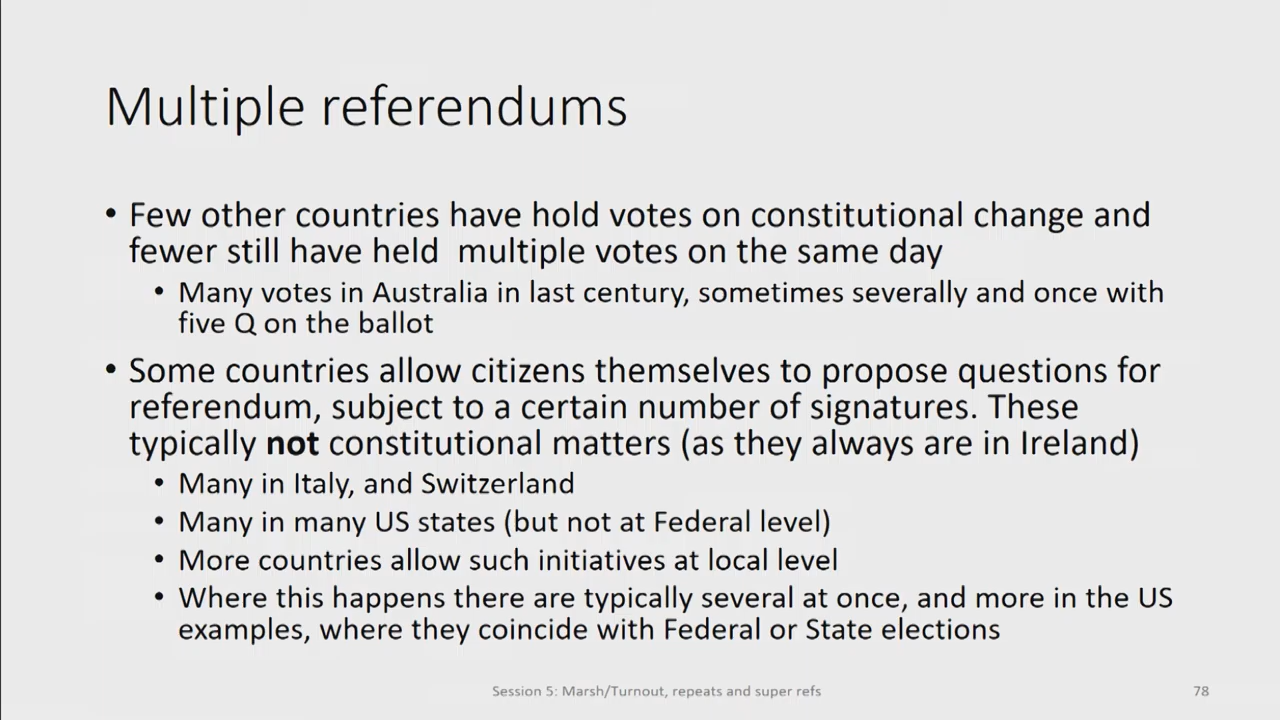 Multiple referendums
• Few other countries have hold votes on constitutional change and
fewer still have held  multiple votes on the same day
• Many votes in Australia in last century, sometimes severally and once with
five Q on the ballot
• Some countries allow citizens themselves to propose questions for
referendum, subject to a certain number of signatures. These
typically not constitutional matters (as they always are in Ireland)
• Many in Italy, and Switzerland
• Many in many US states (but not at Federal level)
• More countries allow such initiatives at local level
• Where this happens there are typically several at once, and more in the US
examples, where they coincide with Federal or State elections
Session 5: Marsh/Turnout, repeats and super refs
78